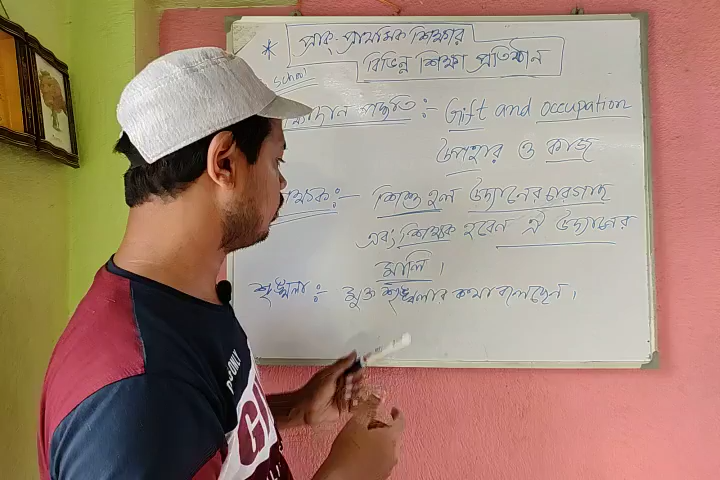 * প্রাক্-প্রাথমিক শিক্ষার
বিভিন্ন শিক্ষা প্রতিষ্ঠান
School
পদ্ধতি :- Gift and occupation
উপহার ও কাজ
শিশু হল উদ্যানের চারাগাছ
এবং শিক্ষক হবেন ঐ উদ্যানের
মালি।
শৃঙ্খলা :- মুক্ত শৃঙ্খলার কথা বলেছেন।